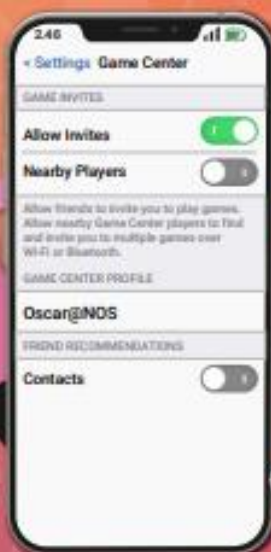 2.46
< Settings Game Center
GAME INVITES
Allow Invites
Nearby Players
Allow friends to invite you to play games.
Allow nearby Game Center players to find
and invite you to multiple games over
Wi-Fi or Bluetooth.
GAME CENTER PROFILE
Oscar@NOS
FRIEND RECOMMENDATIONS
Contacts